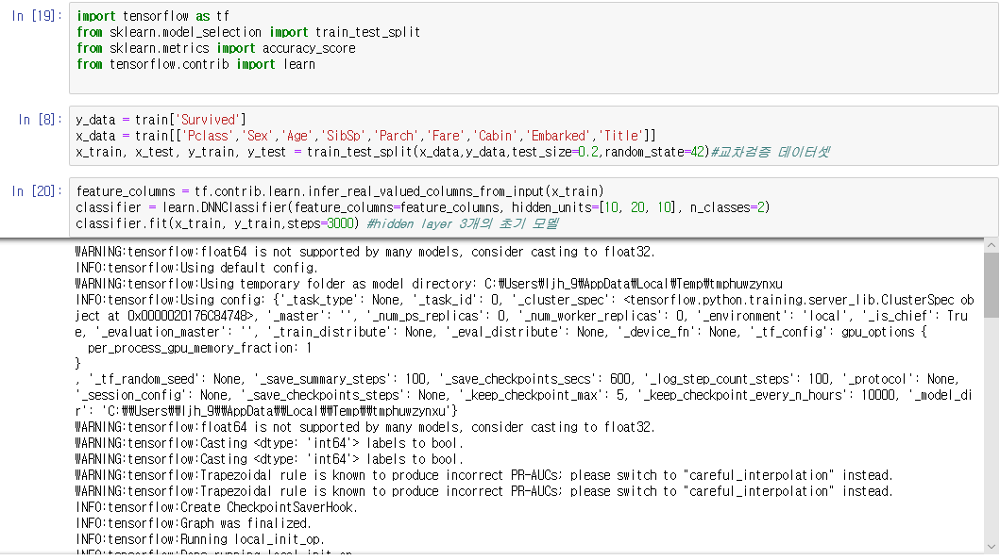 In [19]: import tensorflow as tf
from sklearn.model_selection import train_test_split
from sklearn.metrics import accuracy_score
from tensorflow.contrib import learn
In [8]: y_data = train['Survived']
x_data = train[['Pclass','Sex','Age','SibSp','Parch','Fare','Cabin','Embarked','Title']]
x_train, x_test, y_train, y_test = train_test_split(x_data,y_data,test_size=0.2,random_state=42)#교차검증 데이터셋
In [20]: feature_columns = tf.contrib.learn.infer_real_valued_columns_from_input(x_train)
classifier = learn.DNNClassifier(feature_columns=feature_columns, hidden_units=[10, 20, 10], n_classes=2)
classifier.fit(x_train, y_train,steps=3000) #hidden layer 3개의 초기 모델
WARNING:tensorflow:float64 is not supported by many models, consider casting to float32.
INFO:tensorflow:Using default config.
WARNING:tensorflow:Using temporary folder as model directory: C:₩Users₩ljh_9₩AppData₩Local₩Temp₩tmphuwzynxu
INFO:tensorflow:Using config: {'_task_type': None, '_task_id': 0, '_cluster_spec': <tensorflow.python.training.server_lib.ClusterSpec ob
ject at 0x0000020176C84748>, '_master': '', '_num_ps_replicas': 0, '_num_worker_replicas': 0, '_environment': 'local', '_is_chief': Tru
e, '_evaluation_master': '', '_train_distribute': None, '_eval_distribute': None, '_device_fn': None, '_tf_config': gpu_options {
per_process_gpu_memory_fraction: 1
}
, '_tf_random_seed': None, '_save_summary_steps': 100, '_save_checkpoints_secs': 600, '_log_step_count_steps': 100, '_protocol': None,
'_session_config': None, '_save_checkpoints_steps': None, '_keep_checkpoint_max': 5, '_keep_checkpoint_every_n_hours': 10000, '_model_di
r': 'C:₩₩Users₩₩ljh_9₩₩AppData₩₩Local₩₩Temp₩₩tmphuwzynxu'}
WARNING:tensorflow:float64 is not supported by many models, consider casting to float32.
WARNING:tensorflow:Casting <dtype: 'int64'> labels to bool.
WARNING:tensorflow:Casting <dtype: 'int64'> labels to bool.
WARNING:tensorflow:Trapezoidal rule is known to produce incorrect PR-AUCs; please switch to "careful_interpolation" instead.
WARNING:tensorflow:Trapezoidal rule is known to produce incorrect PR-AUCs; please switch to "careful_interpolation" instead.
INFO:tensorflow:Create CheckpointSaverHook.
INFO:tensorflow:Graph was finalized.
INFO:tensorflow:Running local_init_op.
INFO:tensorflow:Done running local_init_op.